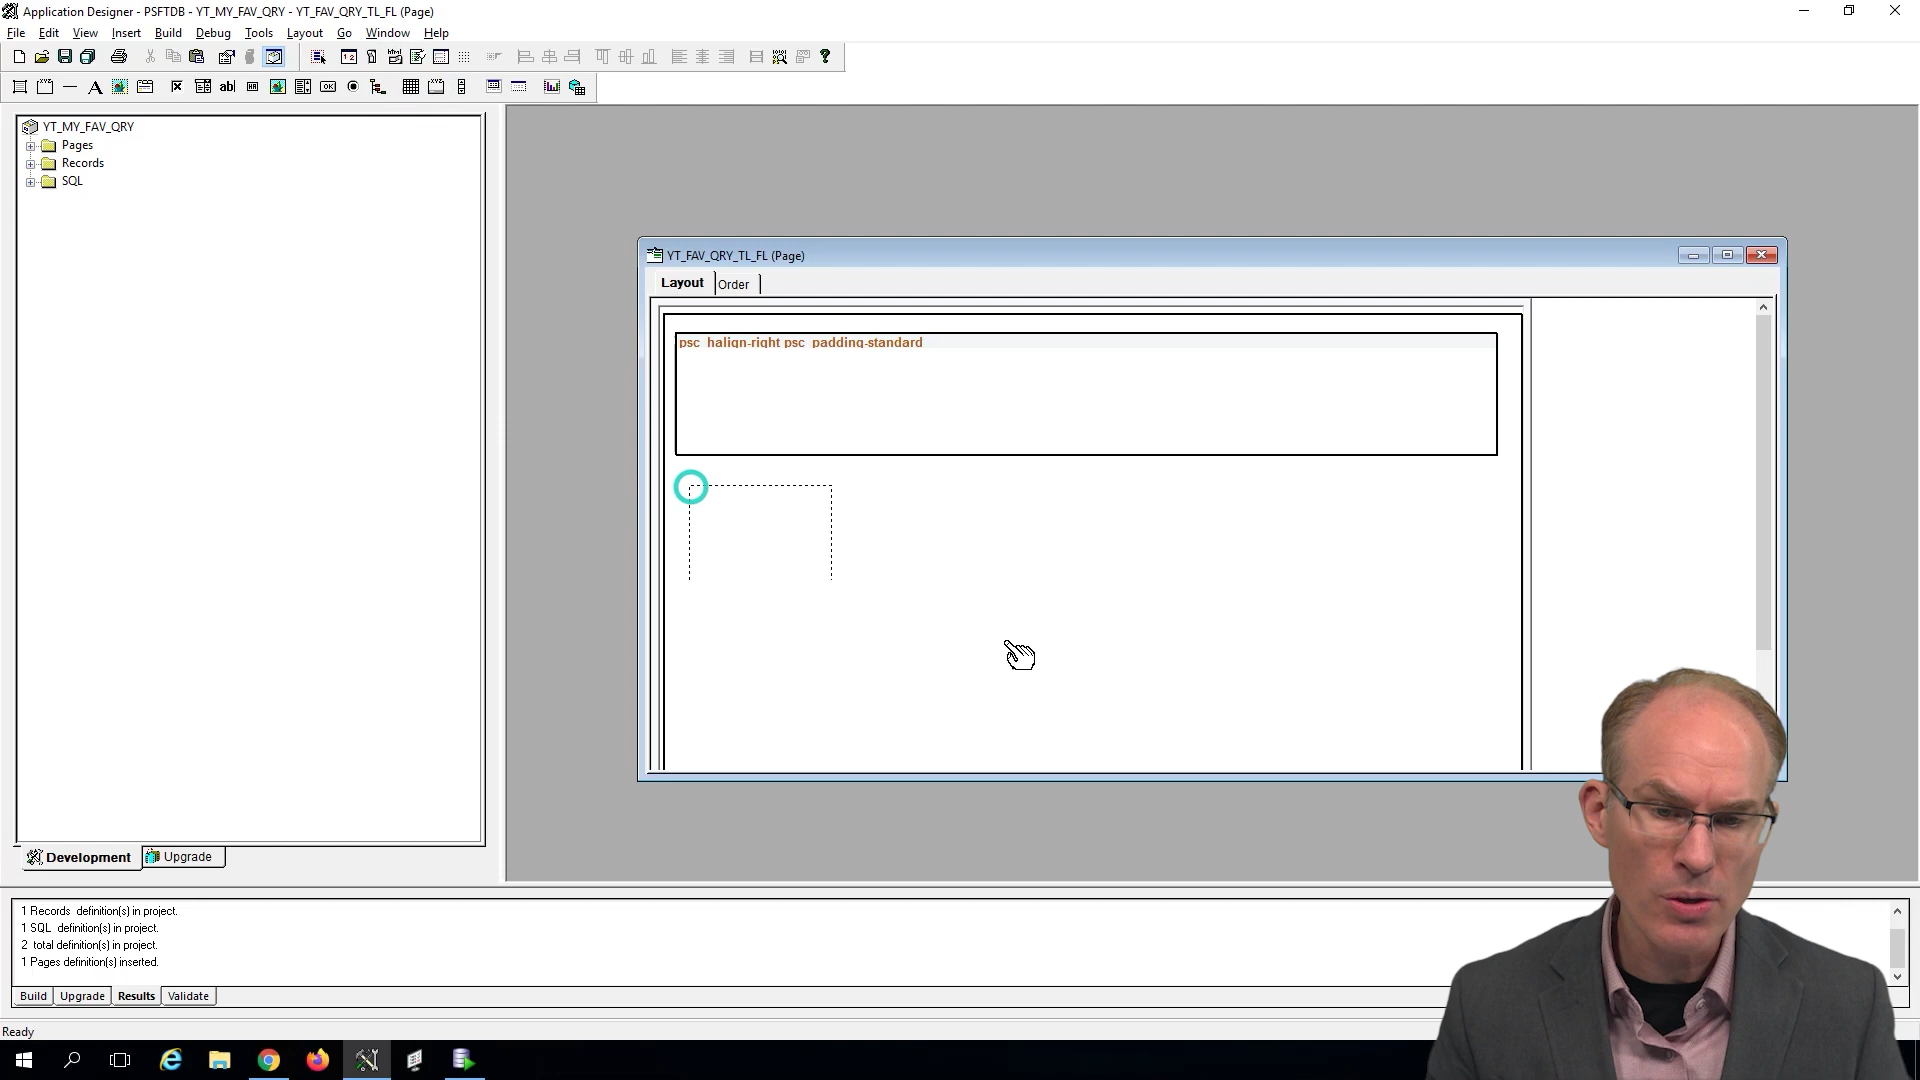 Application Designer - PSFTDB - YT_MY_FAV_QRY - YT_FAV_QRY_TL_FL (Page)
File Edit View Insert Build Debug Tools Layout Go Window Help
YT_MY_FAV_QRY
Pages
Records
SQL
YT_FAV_QRY_TL_FL (Page)
Layout Order
psc_halign-right psc_padding-standard
Development Upgrade
1 Records definition(s) in project.
1 SQL definition(s) in project.
2 total definition(s) in project.
1 Pages definition(s) inserted.
Build Upgrade Results Validate
Ready